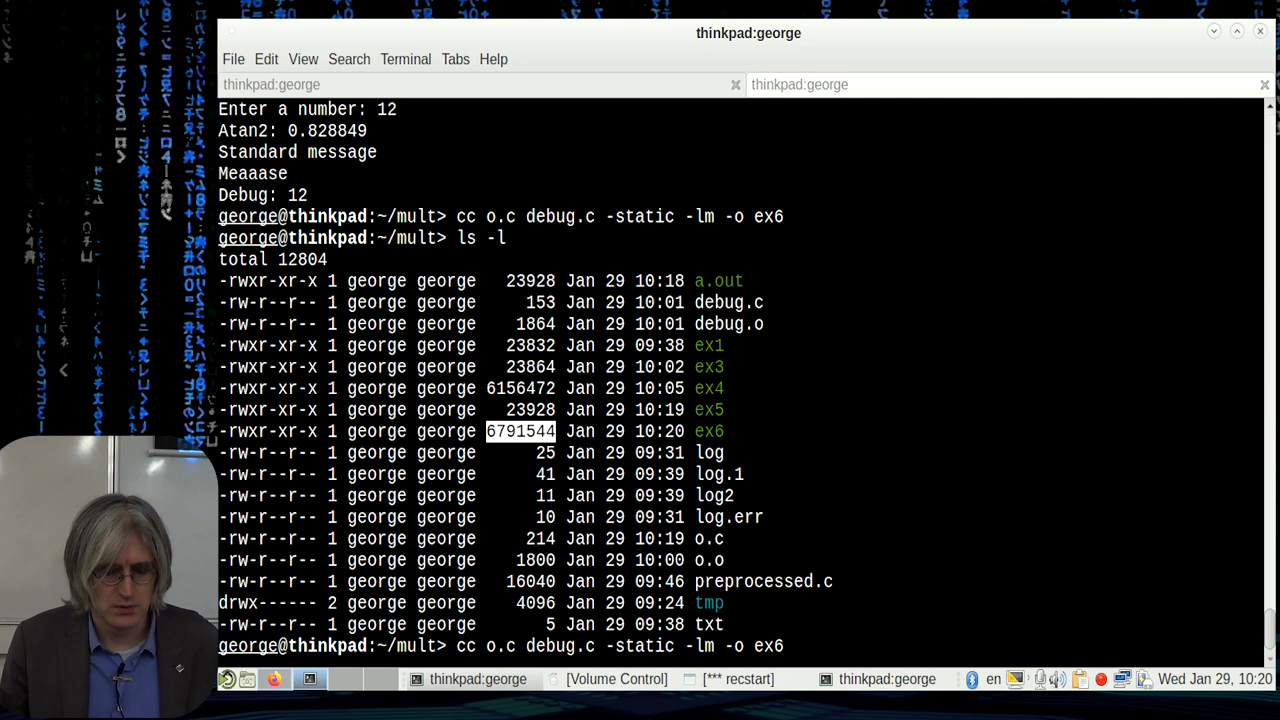 thinkpad:george
File Edit View Search Terminal Tabs Help
thinkpad:george thinkpad:george
Enter a number: 12
Atan2: 0.828849
Standard message
Meaaase
Debug: 12
george@thinkpad:~/mult> cc o.c debug.c -static -lm -o ex6
george@thinkpad:~/mult> ls -l
total 12804
-rwxr-xr-x 1 george george 23928 Jan 29 10:18 a.out
-rw-r--r-- 1 george george 153 Jan 29 10:01 debug.c
-rw-r--r-- 1 george george 1864 Jan 29 10:01 debug.o
-rwxr-xr-x 1 george george 23832 Jan 29 09:38 ex1
-rwxr-xr-x 1 george george 23864 Jan 29 10:02 ex3
-rwxr-xr-x 1 george george 6156472 Jan 29 10:05 ex4
-rwxr-xr-x 1 george george 23928 Jan 29 10:19 ex5
-rwxr-xr-x 1 george george 6791544 Jan 29 10:20 ex6
-rw-r--r-- 1 george george 25 Jan 29 09:31 log
-rw-r--r-- 1 george george 41 Jan 29 09:39 log.1
-rw-r--r-- 1 george george 11 Jan 29 09:39 log2
-rw-r--r-- 1 george george 10 Jan 29 09:31 log.err
-rw-r--r-- 1 george george 214 Jan 29 10:19 o.c
-rw-r--r-- 1 george george 1800 Jan 29 10:00 o.o
-rw-r--r-- 1 george george 16040 Jan 29 09:46 preprocessed.c
drwx------ 2 george george 4096 Jan 29 09:24 tmp
-rw-r--r-- 1 george george 5 Jan 29 09:38 txt
george@thinkpad:~/mult> cc o.c debug.c -static -lm -o ex6
thinkpad:george [Volume Control] [*** recstart] thinkpad:george en Wed Jan 29, 10:20